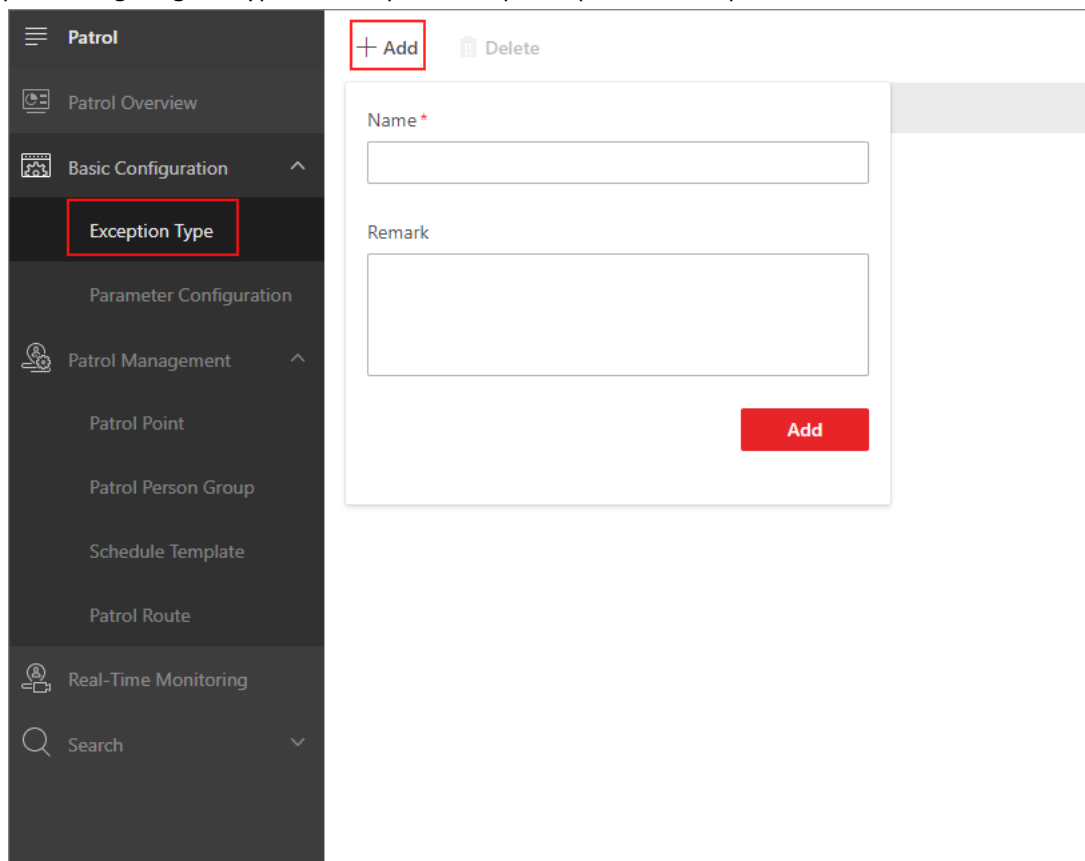 Patrol
+ Add
Delete
Patrol Overview
Name *
Basic Configuration
Exception Type
Remark
Parameter Configuration
Patrol Management
Patrol Point
Add
Patrol Person Group
Schedule Template
Patrol Route
Real-Time Monitoring
Search